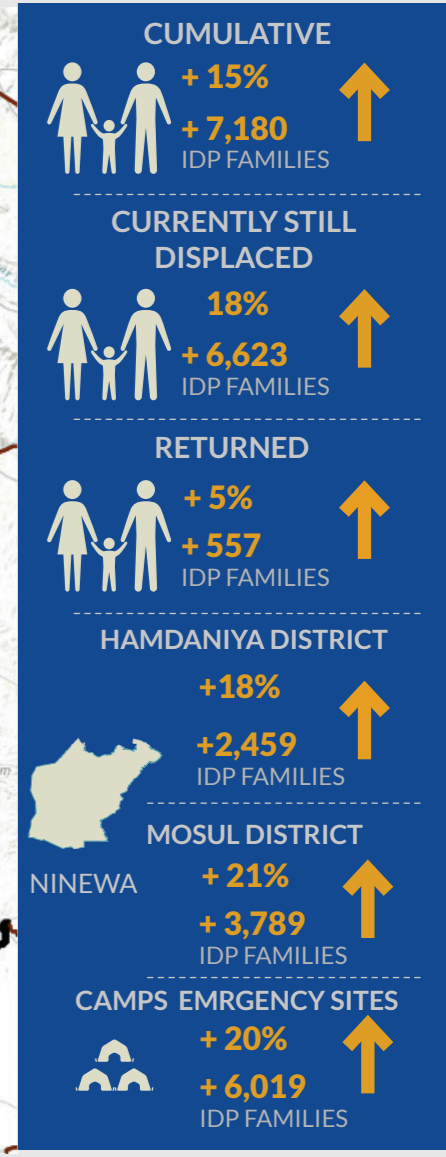 CUMULATIVE
+ 15%
+ 7,180
IDP FAMILIES
CURRENTLY STILL
DISPLACED
18%
+ 6,623
IDP FAMILIES
RETURNED
+ 5%
+ 557
IDP FAMILIES
HAMDANIYA DISTRICT
+18%
+2,459
IDP FAMILIES
MOSUL DISTRICT
NINEWA
+ 21%
+ 3,789
IDP FAMILIES
CAMPS EMRGENCY SITES
+ 20%
+ 6,019
IDP FAMILIES